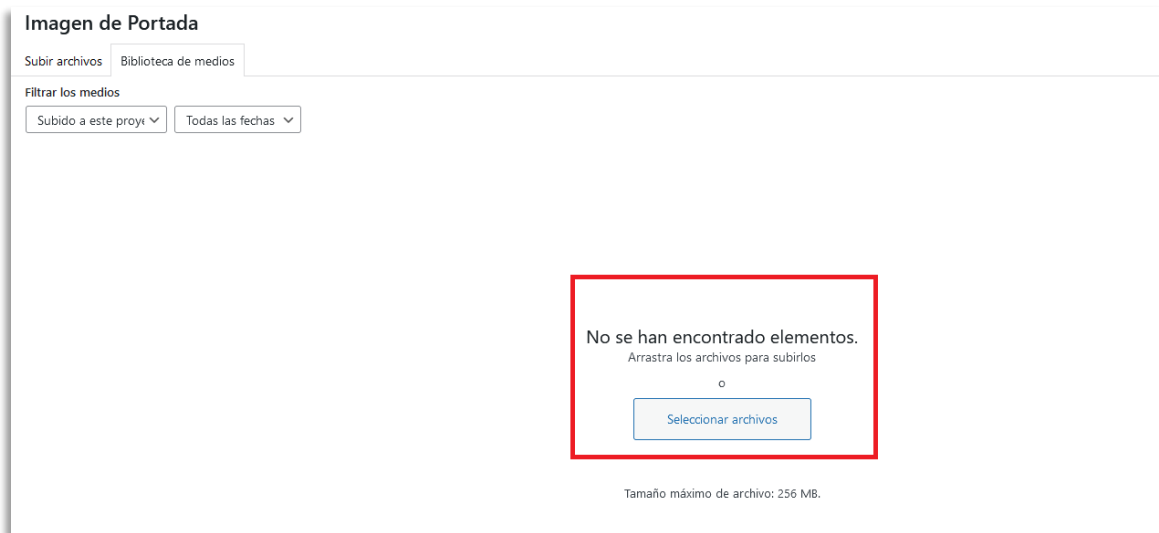 Imagen de Portada
Subir archivos Biblioteca de medios
Filtrar los medios
Subido a este proye Todas las fechas
No se han encontrado elementos.
Arrastra los archivos para subirlos
o
Seleccionar archivos
Tamaño máximo de archivo: 256 MB.